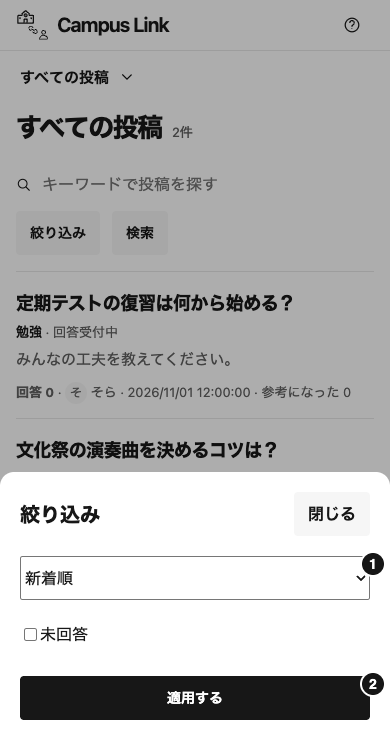 Campus Link
すべての投稿
すべての投稿 2件
キーワードで投稿を探す
絞り込み 検索
定期テストの復習は何から始める？
勉強 · 回答受付中
みんなの工夫を教えてください。
回答 0 · そ そら · 2026/11/01 12:00:00 · 参考になった 0
文化祭の演奏曲を決めるコツは？
絞り込み 閉じる
1
新着順
未回答
2
適用する